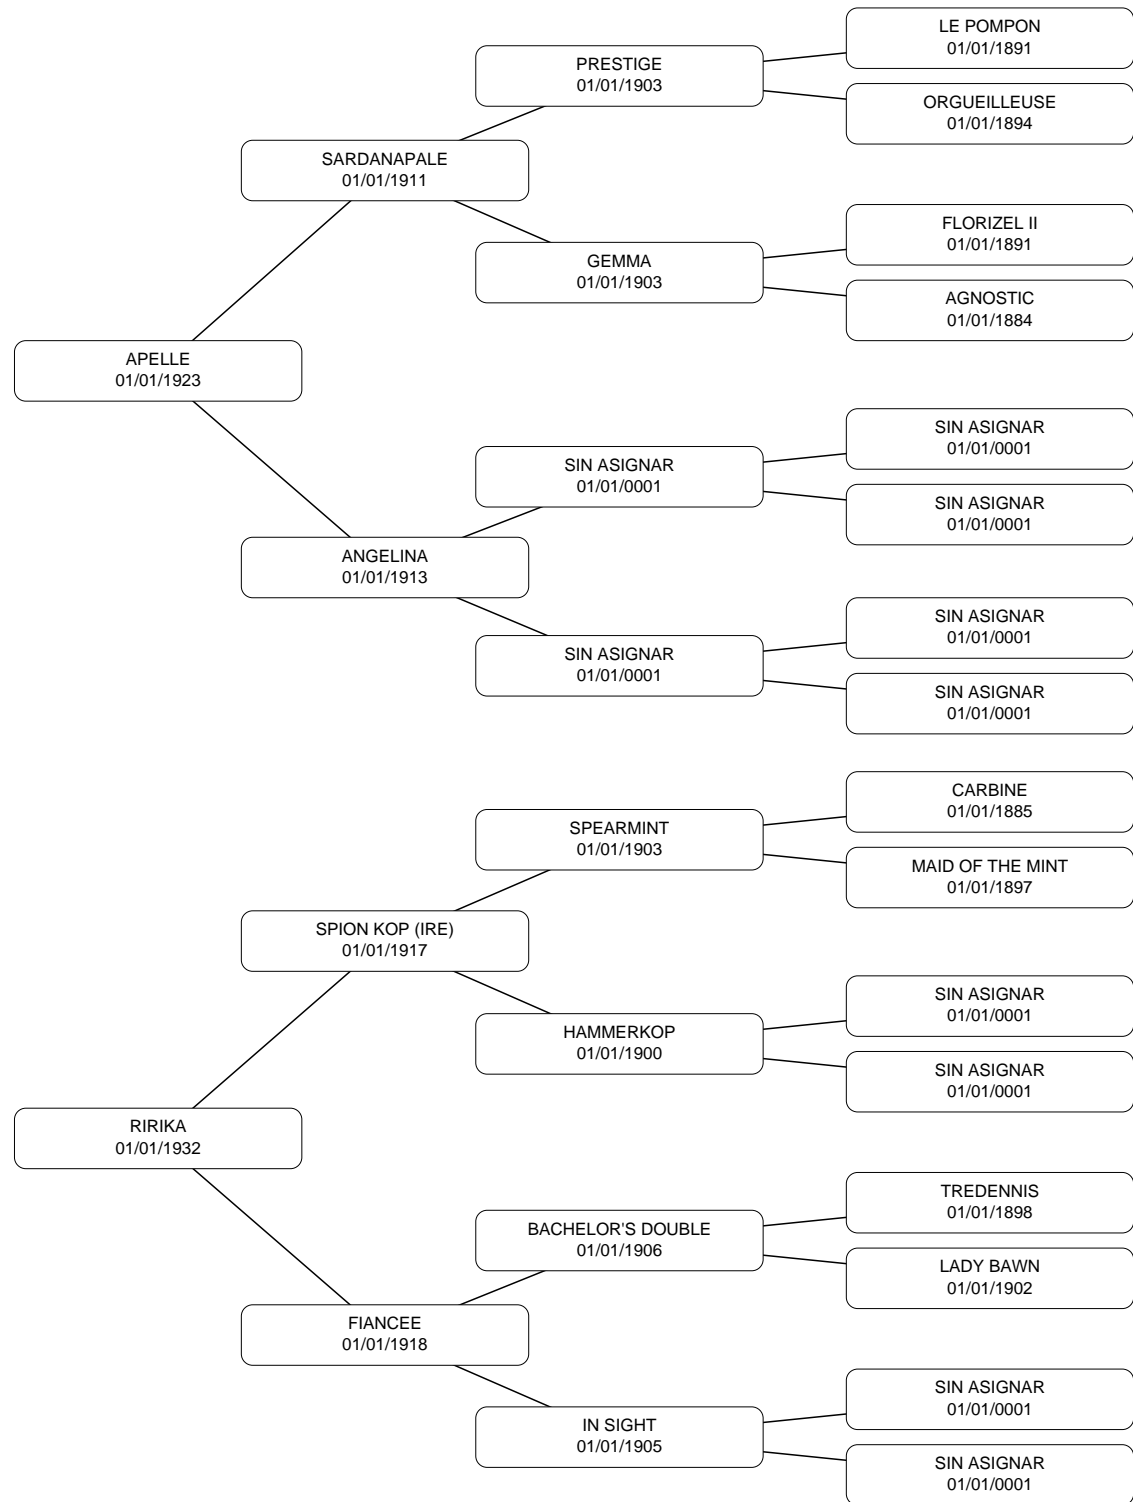 LE POMPON
01/01/1891
PRESTIGE
01/01/1903
ORGUEILLEUSE
01/01/1894
SARDANAPALE
01/01/1911
FLORIZEL II
01/01/1891
GEMMA
01/01/1903
AGNOSTIC
01/01/1884
APELLE
01/01/1923
SIN ASIGNAR
01/01/0001
SIN ASIGNAR
01/01/0001
SIN ASIGNAR
01/01/0001
ANGELINA
01/01/1913
SIN ASIGNAR
01/01/0001
SIN ASIGNAR
01/01/0001
SIN ASIGNAR
01/01/0001
CARBINE
01/01/1885
SPEARMINT
01/01/1903
MAID OF THE MINT
01/01/1897
SPION KOP (IRE)
01/01/1917
SIN ASIGNAR
01/01/0001
HAMMERKOP
01/01/1900
SIN ASIGNAR
01/01/0001
RIRIKA
01/01/1932
TREDENNIS
01/01/1898
BACHELOR'S DOUBLE
01/01/1906
LADY BAWN
01/01/1902
FIANCEE
01/01/1918
SIN ASIGNAR
01/01/0001
IN SIGHT
01/01/1905
SIN ASIGNAR
01/01/0001